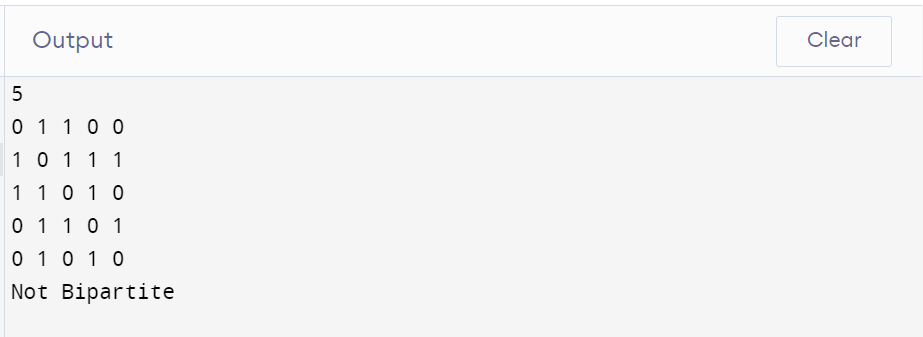 Output
Clear
5
0 1 1 0 0
1 0 1 1 1
1 1 0 1 0
0 1 1 0 1
0 1 0 1 0
Not Bipartite